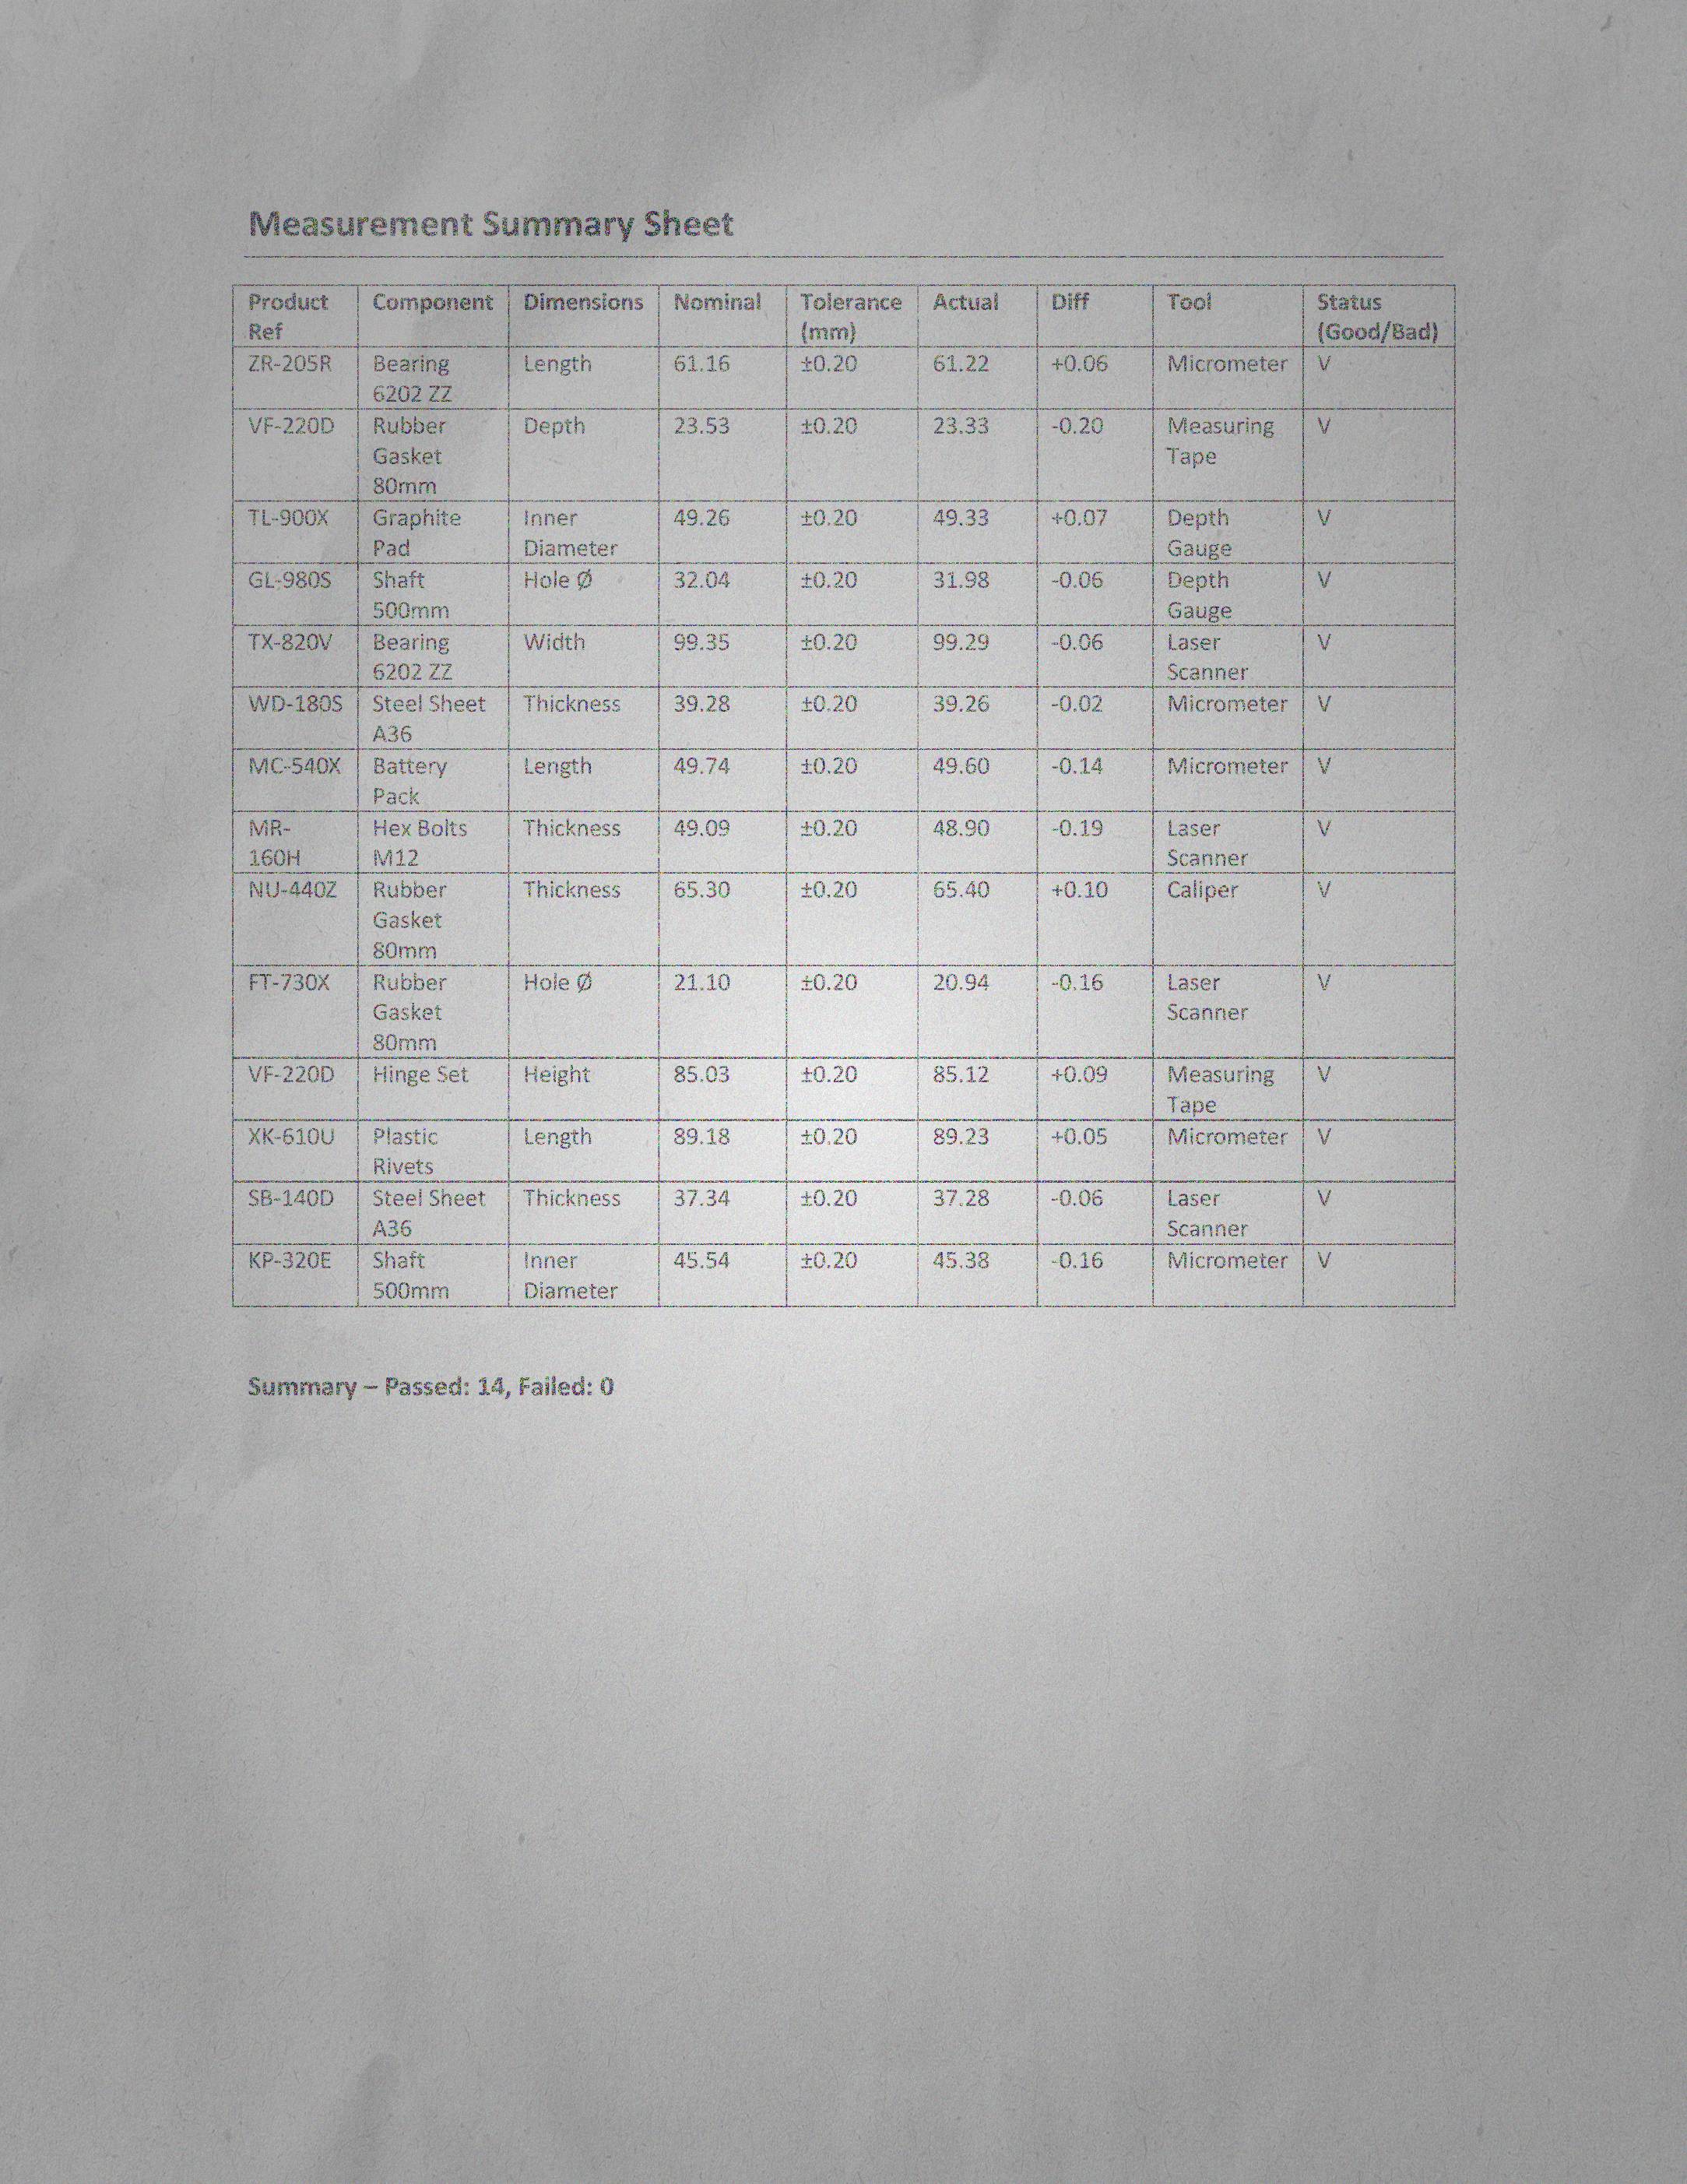 Measurement Summary Sheet
Product Ref | Component | Dimensions | Nominal | Tolerance (mm) | Actual | Diff | Tool | Status (Good/Bad)
ZR-205R | Bearing 6202 ZZ | Length | 61.16 | ±0.20 | 61.22 | +0.06 | Micrometer | V
VF-220D | Rubber Gasket 80mm | Depth | 23.53 | ±0.20 | 23.33 | -0.20 | Measuring Tape | V
TL-900X | Graphite Pad | Inner Diameter | 49.26 | ±0.20 | 49.33 | +0.07 | Depth Gauge | V
GL-980S | Shaft 500mm | Hole Ø | 32.04 | ±0.20 | 31.98 | -0.06 | Depth Gauge | V
TX-820V | Bearing 6202 ZZ | Width | 99.35 | ±0.20 | 99.29 | -0.06 | Laser Scanner | V
WD-180S | Steel Sheet A36 | Thickness | 39.28 | ±0.20 | 39.26 | -0.02 | Micrometer | V
MC-540X | Battery Pack | Length | 49.74 | ±0.20 | 49.60 | -0.14 | Micrometer | V
MR-160H | Hex Bolts M12 | Thickness | 49.09 | ±0.20 | 48.90 | -0.19 | Laser Scanner | V
NU-440Z | Rubber Gasket 80mm | Thickness | 65.30 | ±0.20 | 65.40 | +0.10 | Caliper | V
FT-730X | Rubber Gasket 80mm | Hole Ø | 21.10 | ±0.20 | 20.94 | -0.16 | Laser Scanner | V
VF-220D | Hinge Set | Height | 85.03 | ±0.20 | 85.12 | +0.09 | Measuring Tape | V
XK-610U | Plastic Rivets | Length | 89.18 | ±0.20 | 89.23 | +0.05 | Micrometer | V
SB-140D | Steel Sheet A36 | Thickness | 37.34 | ±0.20 | 37.28 | -0.06 | Laser Scanner | V
KP-320E | Shaft 500mm | Inner Diameter | 45.54 | ±0.20 | 45.38 | -0.16 | Micrometer | V
Summary – Passed: 14, Failed: 0